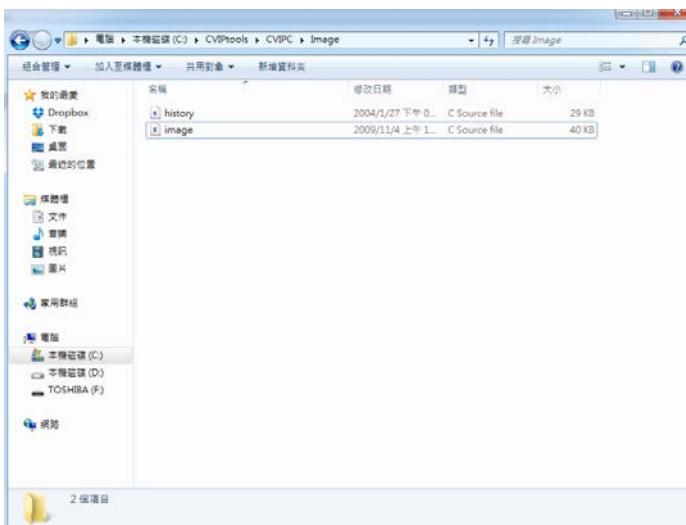 電腦 ▸ 本機磁碟 (C:) ▸ CVIPtools ▸ CVIPC ▸ Image
搜尋 Image
組合管理 加入至媒體櫃 共用對象 新增資料夾
名稱 修改日期 類型 大小
history 2004/1/27 下午 0... C Source file 29 KB
image 2009/11/4 上午 1... C Source file 40 KB
我的最愛
Dropbox
下載
桌面
最近的位置
媒體櫃
文件
音樂
視訊
圖片
家用群組
電腦
本機磁碟 (C:)
本機磁碟 (D:)
TOSHIBA (F:)
網路
2 個項目